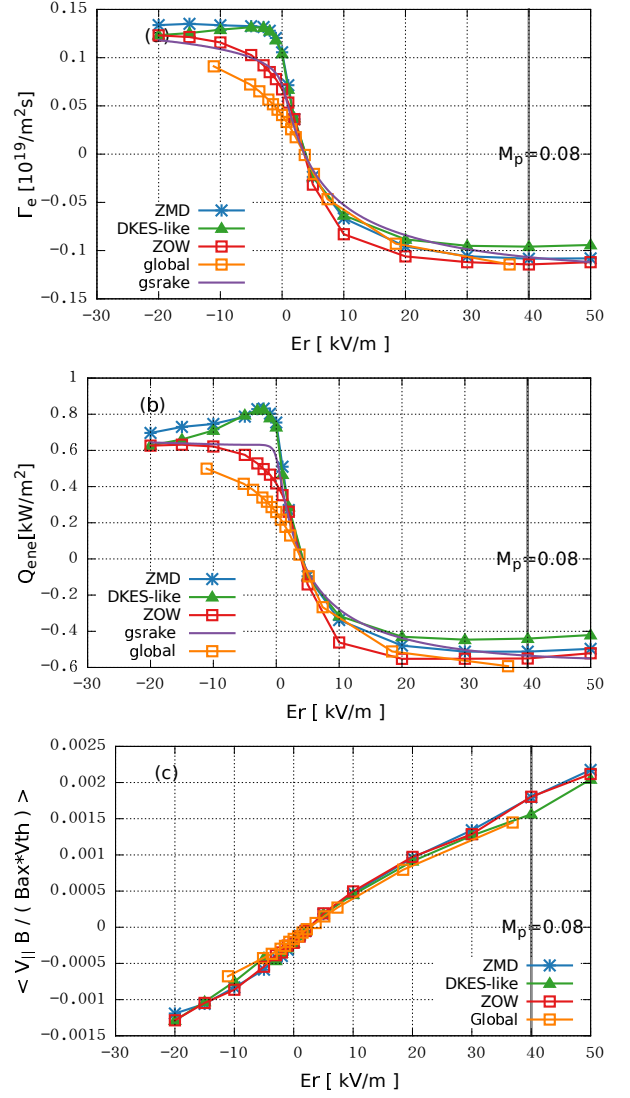 0.15
0.1
0.05
0
−0.05
−0.1
−0.15
(a)
Γe [10^19/m^2s]
Mp=0.08
ZMD
DKES-like
ZOW
global
gsrake
−30 −20 −10 0 10 20 30 40 50
Er [ kV/m ]
1
0.8
0.6
0.4
0.2
0
−0.2
−0.4
−0.6
(b)
Qene[kW/m^2]
Mp=0.08
ZMD
DKES-like
ZOW
gsrake
global
−30 −20 −10 0 10 20 30 40 50
Er [ kV/m ]
0.0025
0.002
0.0015
0.001
0.0005
0
−0.0005
−0.001
−0.0015
(c)
< V|| B / ( Bax*Vth ) >
Mp=0.08
ZMD
DKES-like
ZOW
Global
−30 −20 −10 0 10 20 30 40 50
Er [ kV/m ]